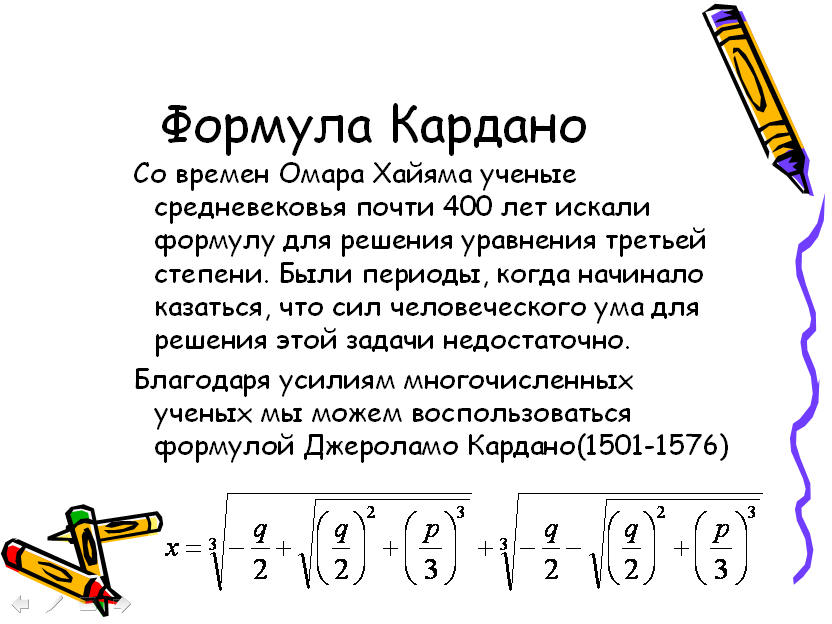 Формула Кардано
Со времен Омара Хайяма ученые
средневековья почти 400 лет искали
формулу для решения уравнения третьей
степени. Были периоды, когда начинало
казаться, что сил человеческого ума для
решения этой задачи недостаточно.
Благодаря усилиям многочисленных
ученых мы можем воспользоваться
формулой Джероламо Кардано(1501-1576)
x = ∛(-q/2 + √((q/2)² + (p/3)³)) + ∛(-q/2 - √((q/2)² + (p/3)³))